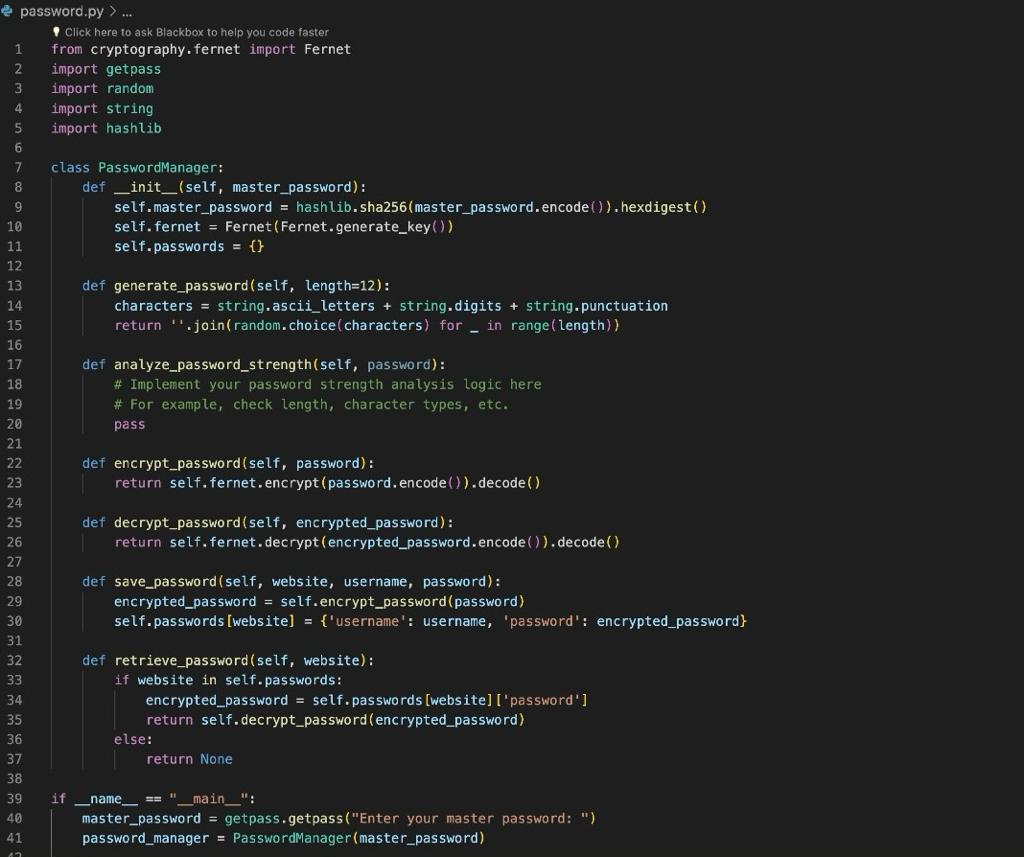 password.py > ...
Click here to ask Blackbox to help you code faster
1 from cryptography.fernet import Fernet
2 import getpass
3 import random
4 import string
5 import hashlib
6
7 class PasswordManager:
8     def __init__(self, master_password):
9         self.master_password = hashlib.sha256(master_password.encode()).hexdigest()
10         self.fernet = Fernet(Fernet.generate_key())
11         self.passwords = {}
12
13     def generate_password(self, length=12):
14         characters = string.ascii_letters + string.digits + string.punctuation
15         return ''.join(random.choice(characters) for _ in range(length))
16
17     def analyze_password_strength(self, password):
18         # Implement your password strength analysis logic here
19         # For example, check length, character types, etc.
20         pass
21
22     def encrypt_password(self, password):
23         return self.fernet.encrypt(password.encode()).decode()
24
25     def decrypt_password(self, encrypted_password):
26         return self.fernet.decrypt(encrypted_password.encode()).decode()
27
28     def save_password(self, website, username, password):
29         encrypted_password = self.encrypt_password(password)
30         self.passwords[website] = {'username': username, 'password': encrypted_password}
31
32     def retrieve_password(self, website):
33         if website in self.passwords:
34             encrypted_password = self.passwords[website]['password']
35             return self.decrypt_password(encrypted_password)
36         else:
37             return None
38
39 if __name__ == "__main__":
40     master_password = getpass.getpass("Enter your master password: ")
41     password_manager = PasswordManager(master_password)